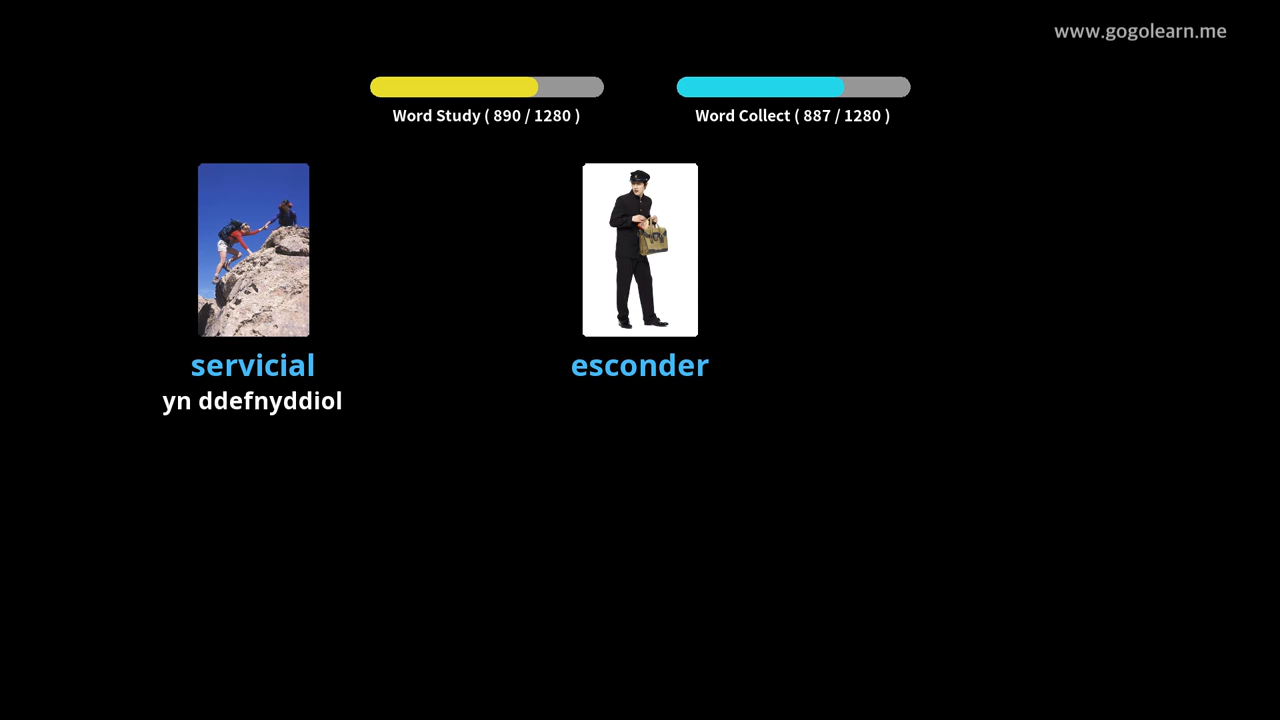 www.gogolearn.me
Word Study ( 890 / 1280 )
Word Collect ( 887 / 1280 )
servicial
esconder
yn ddefnyddiol